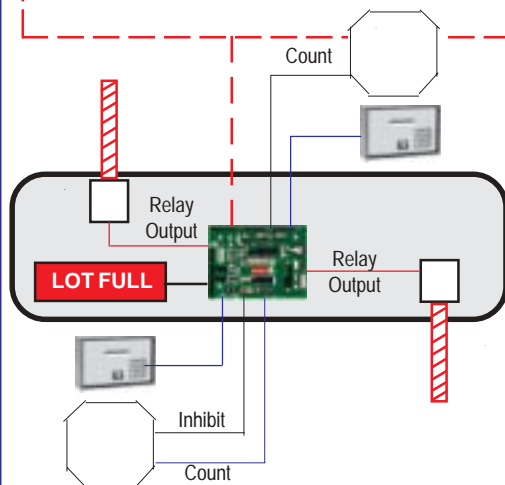 Count
Relay
Output
LOT FULL
Relay
Output
Inhibit
Count